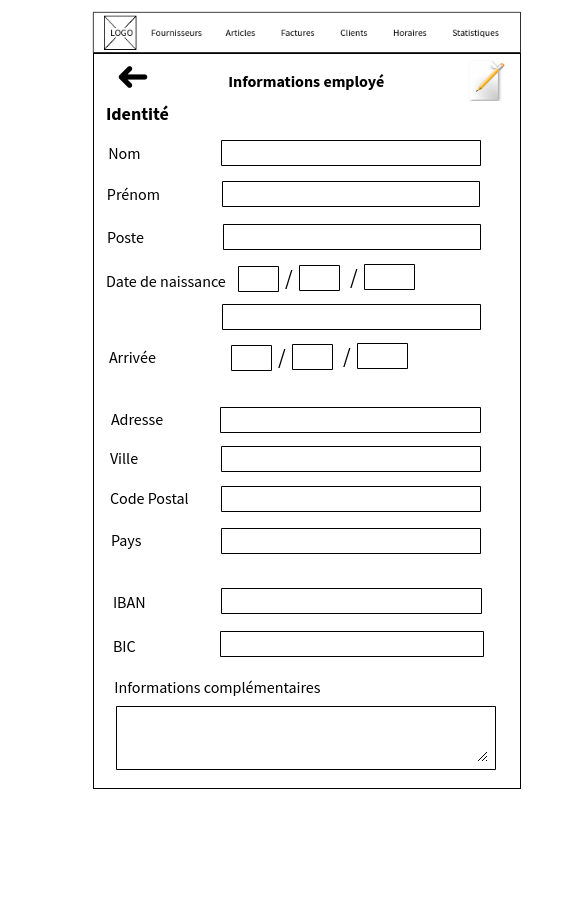 LOGO Fournisseurs Articles Factures Clients Horaires Statistiques
Informations employé
Identité
Nom
Prénom
Poste
Date de naissance / /
Arrivée / /
Adresse
Ville
Code Postal
Pays
IBAN
BIC
Informations complémentaires